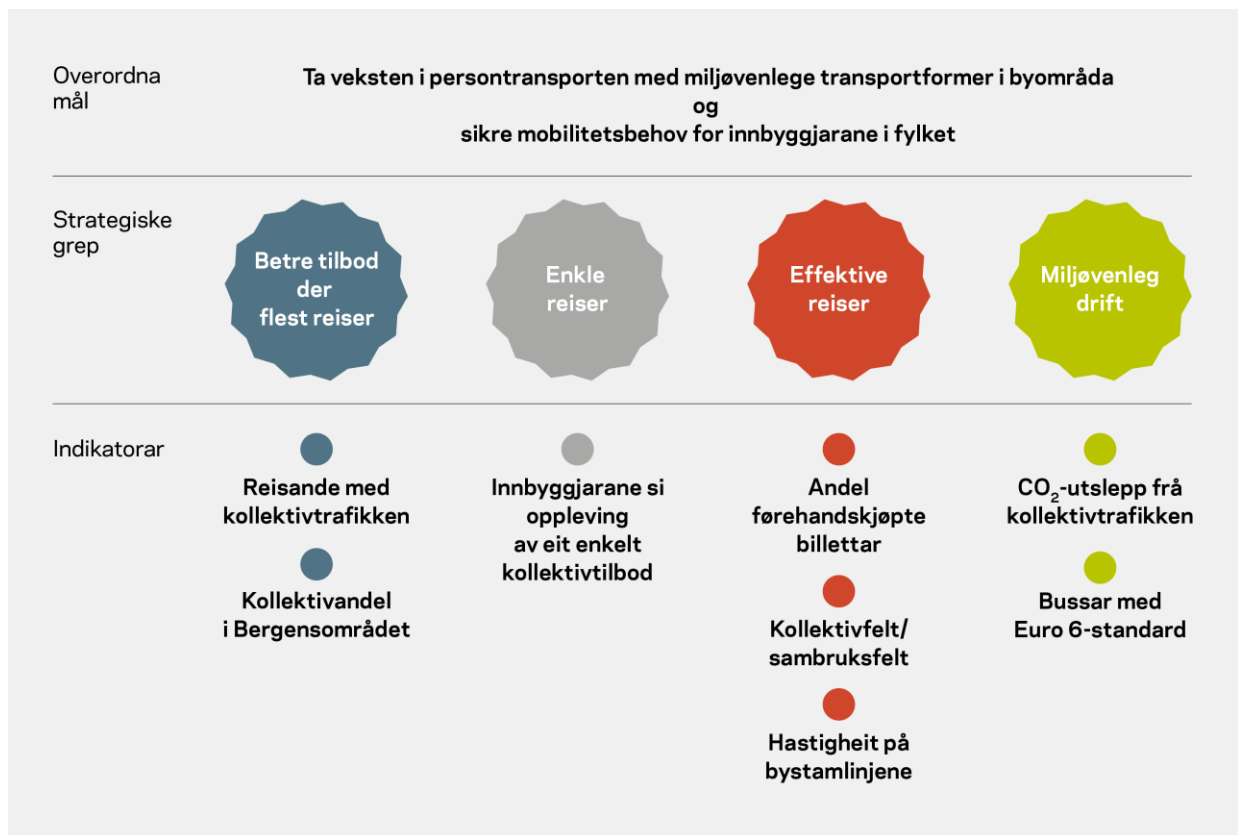 Overordna
mål
Ta veksten i persontransporten med miljøvenlege transportformer i byområda
og
sikre mobilitetsbehov for innbyggjarane i fylket
Strategiske
grep
Betre tilbod
der
flest reiser
Enkle
reiser
Effektive
reiser
Miljøvenleg
drift
Indikatorar
Reisande med
kollektivtrafikken
Kollektivandel
i Bergensområdet
Innbyggjarane si
oppleving
av eit enkelt
kollektivtilbod
Andel
førehandskjøpte
billettar
Kollektivfelt/
sambruksfelt
Hastigheit på
bystamlinjene
CO₂-utslepp frå
kollektivtrafikken
Bussar med
Euro 6-standard